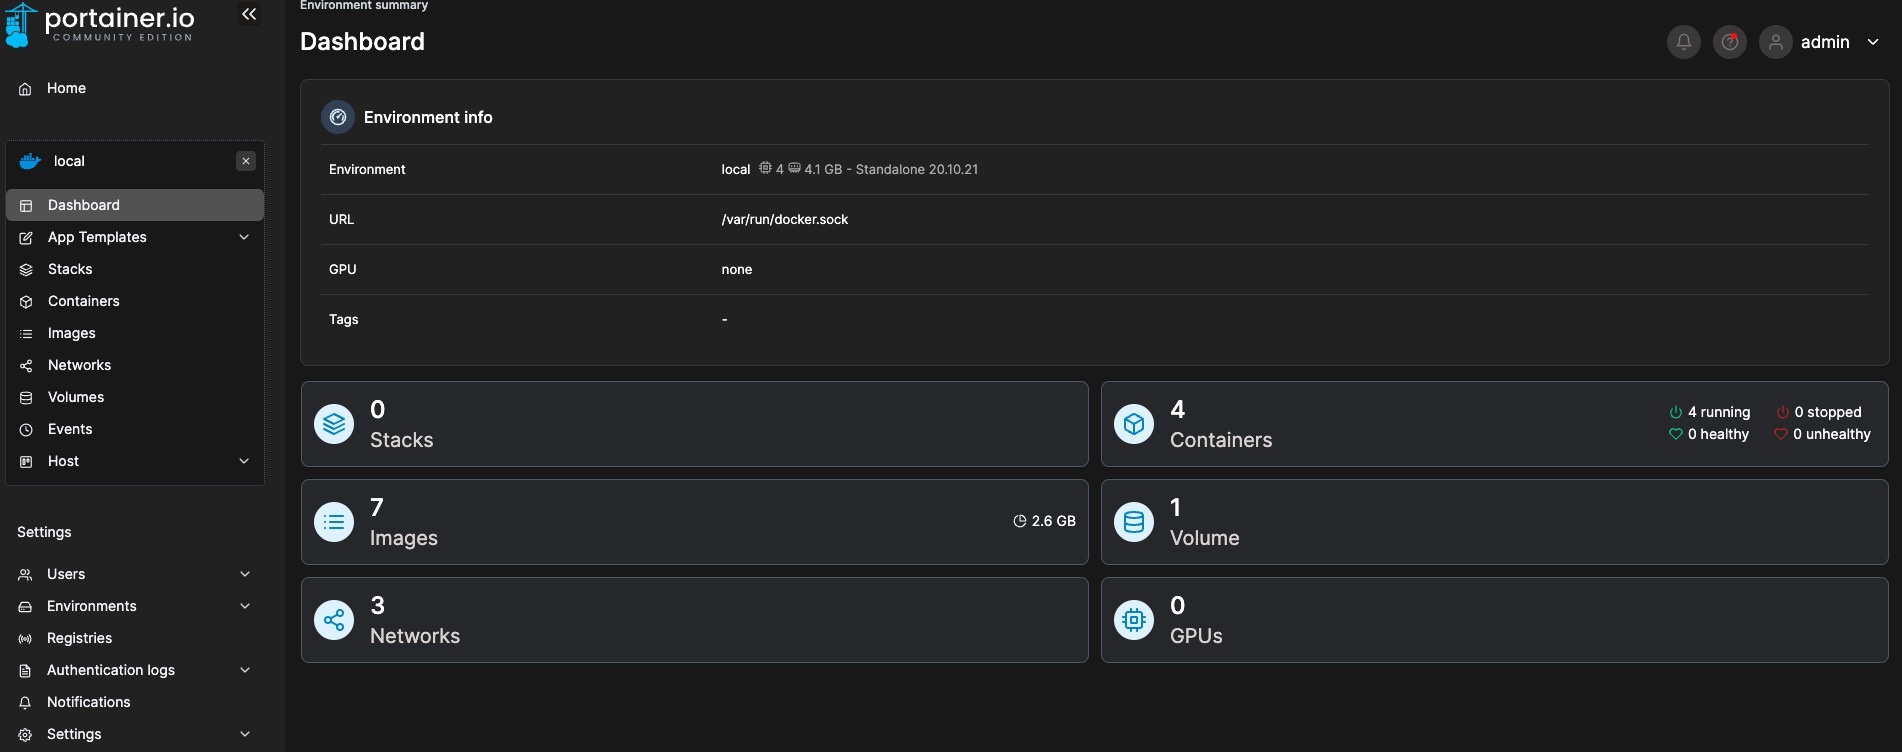 portainer.io
COMMUNITY EDITION
Home
local
Dashboard
App Templates
Stacks
Containers
Images
Networks
Volumes
Events
Host
Settings
Users
Environments
Registries
Authentication logs
Notifications
Settings
Environment summary
Dashboard
admin
Environment info
Environment local 4 4.1 GB - Standalone 20.10.21
URL /var/run/docker.sock
GPU none
Tags -
0
Stacks
4
Containers
4 running 0 stopped
0 healthy 0 unhealthy
7
Images
2.6 GB
1
Volume
3
Networks
0
GPUs